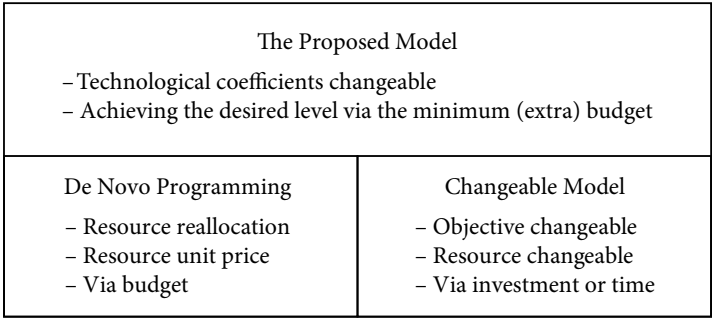 The Proposed Model
– Technological coefficients changeable
– Achieving the desired level via the minimum (extra) budget
De Novo Programming
– Resource reallocation
– Resource unit price
– Via budget
Changeable Model
– Objective changeable
– Resource changeable
– Via investment or time